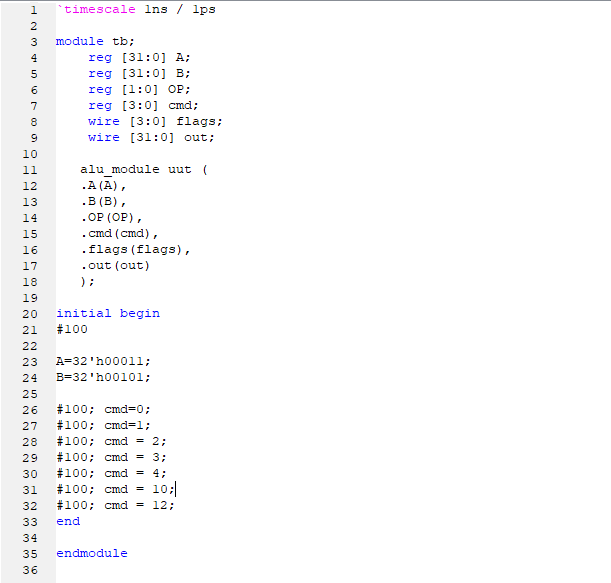 1 `timescale 1ns / 1ps
2
3 module tb;
4 reg [31:0] A;
5 reg [31:0] B;
6 reg [1:0] OP;
7 reg [3:0] cmd;
8 wire [3:0] flags;
9 wire [31:0] out;
10
11 alu_module uut (
12 .A(A),
13 .B(B),
14 .OP(OP),
15 .cmd(cmd),
16 .flags(flags),
17 .out(out)
18 );
19
20 initial begin
21 #100
22
23 A=32'h00011;
24 B=32'h00101;
25
26 #100; cmd=0;
27 #100; cmd=1;
28 #100; cmd = 2;
29 #100; cmd = 3;
30 #100; cmd = 4;
31 #100; cmd = 10;
32 #100; cmd = 12;
33 end
34
35 endmodule
36